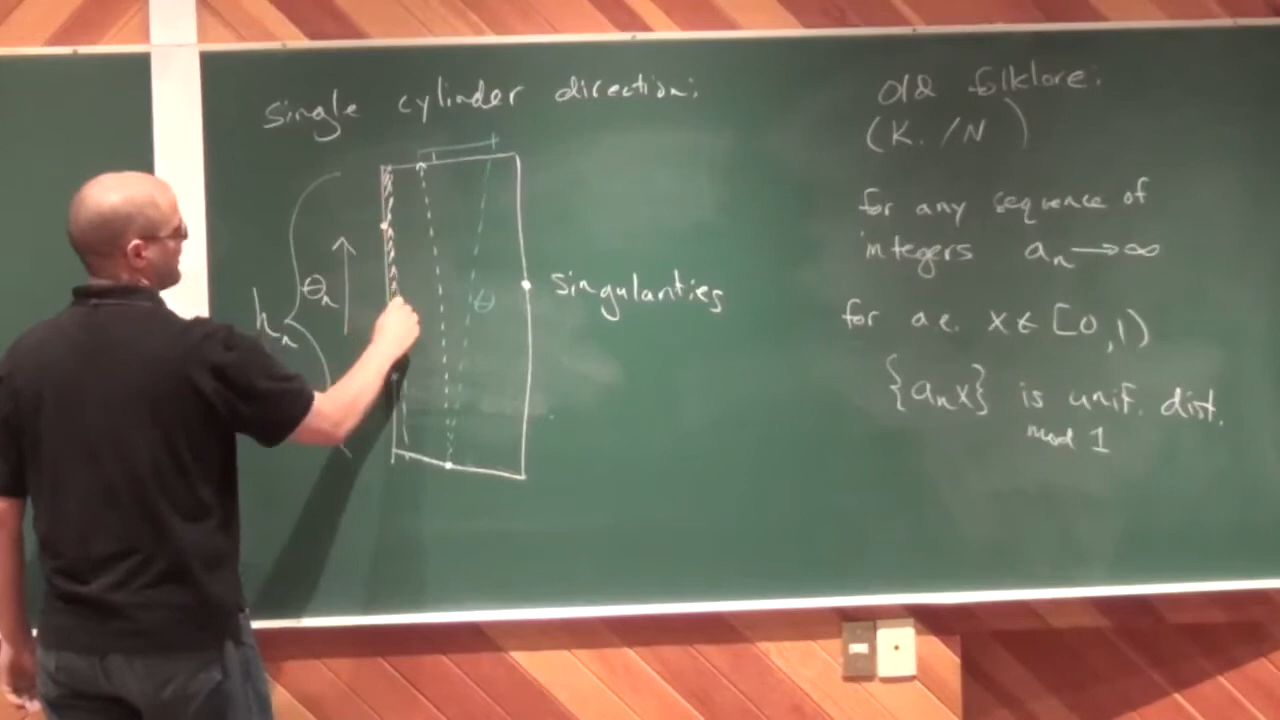 single cylinder direction:
θn
hn
θ
singularities
old folklore:
(K. /N )
for any sequence of
integers an ⟶ ∞
for a.e. x ∈ [0,1)
{an x} is unif. dist.
mod 1